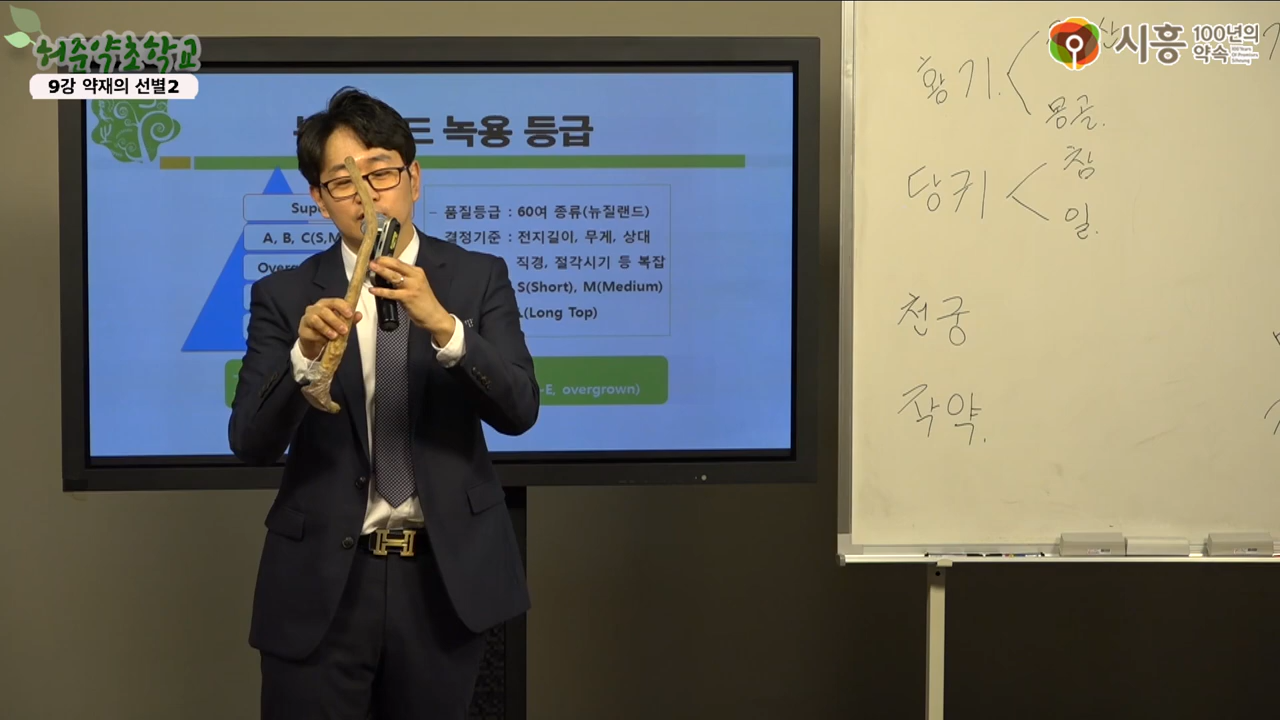 허준약초학교
9강 약재의 선별2
시흥 100년의 약속
드 녹용 등급
– 품질등급 : 60여 종류(뉴질랜드)
결정기준 : 전지길이, 무게, 상대
직경, 절각시기 등 복잡
S(Short), M(Medium)
(Long Top)
A, B, C(S,M
overgrown)
황기
몽골.
당귀
참
일.
천궁
작약.